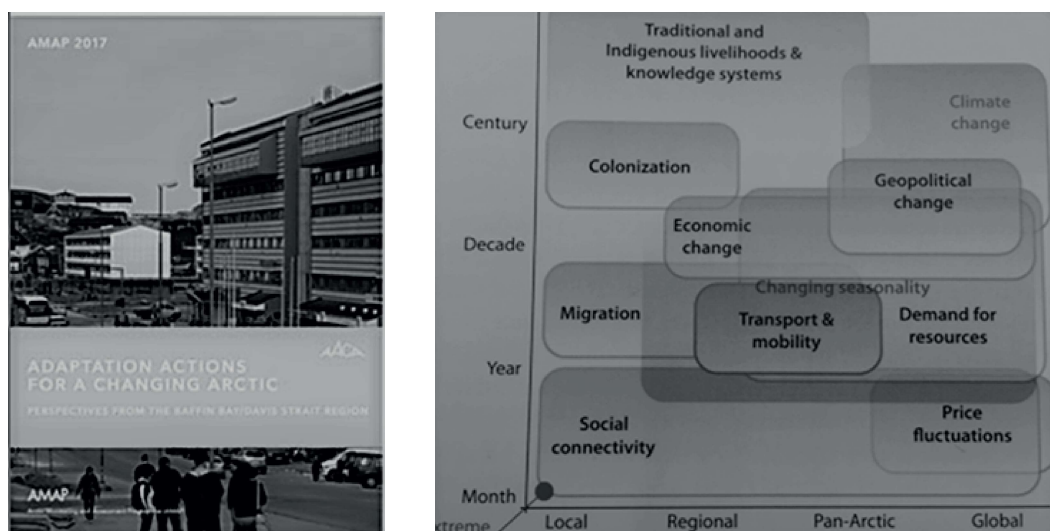 AMAP 2017
AACA
ADAPTATION ACTIONS
FOR A CHANGING ARCTIC
PERSPECTIVES FROM THE BAFFIN BAY/DAVIS STRAIT REGION
AMAP
Traditional and
Indigenous livelihoods &
knowledge systems
Climate
change
Century
Colonization
Geopolitical
change
Economic
change
Decade
Changing seasonality
Migration
Transport &
mobility
Demand for
resources
Year
Social
connectivity
Price
fluctuations
Month
xtreme
Local
Regional
Pan-Arctic
Global